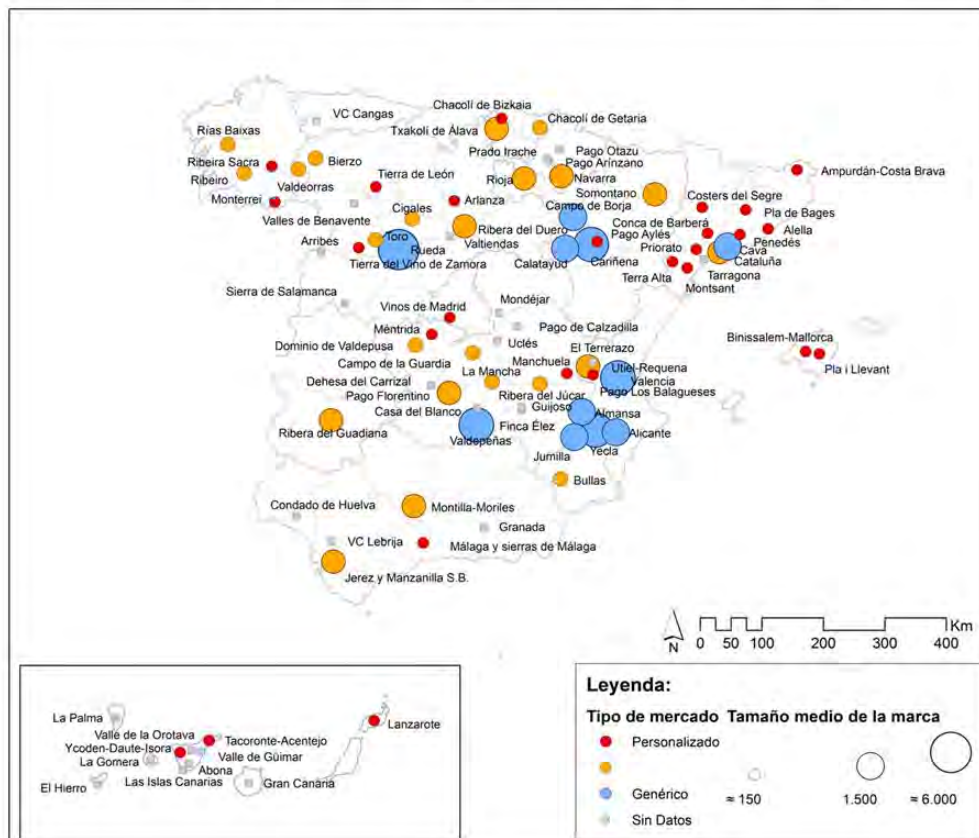 Chacolí de Bizkaia
VC Cangas
Chacolí de Getaria
Rías Baixas
Txakolí de Álava
Prado Irache
Pago Otazu
Bierzo
Pago Arínzano
Ribeira Sacra
Tierra de León
Rioja
Navarra
Ampurdán-Costa Brava
Ribeiro
Valdeorras
Somontano
Costers del Segre
Monterrei
Arlanza
Campo de Borja
Pla de Bages
Valles de Benavente
Cigales
Conca de Barberá
Alella
Ribera del Duero
Pago Aylés
Arribes
Toro
Valtiendas
Priorato
Penedés
Rueda
Calatayud
Cariñena
Cava
Cataluña
Tierra del Vino de Zamora
Terra Alta
Tarragona
Montsant
Sierra de Salamanca
Mondéjar
Vinos de Madrid
Méntrida
Pago de Calzadilla
Binissalem-Mallorca
Dominio de Valdepusa
Uclés
El Terrerazo
Campo de la Guardia
Manchuela
Utiel-Requena
Pla i Llevant
La Mancha
Valencia
Dehesa del Carrizal
Pago Florentino
Ribera del Júcar
Pago Los Balagueses
Casa del Blanco
Guijoso
Almansa
Ribera del Guadiana
Valdepeñas
Finca Élez
Alicante
Jumilla
Yecla
Bullas
Condado de Huelva
Montilla-Moriles
Granada
VC Lebrija
Málaga y sierras de Málaga
Jerez y Manzanilla S.B.
N
0 50 100 200 300 400
Km
La Palma
Valle de la Orotava
Tacoronte-Acentejo
Lanzarote
Ycoden-Daute-Isora
La Gomera
Valle de Güimar
Abona
El Hierro
Las Islas Canarias
Gran Canaria
Leyenda:
Tipo de mercado Tamaño medio de la marca
Personalizado
Genérico
≈ 150 1.500 ≈ 6.000
Sin Datos